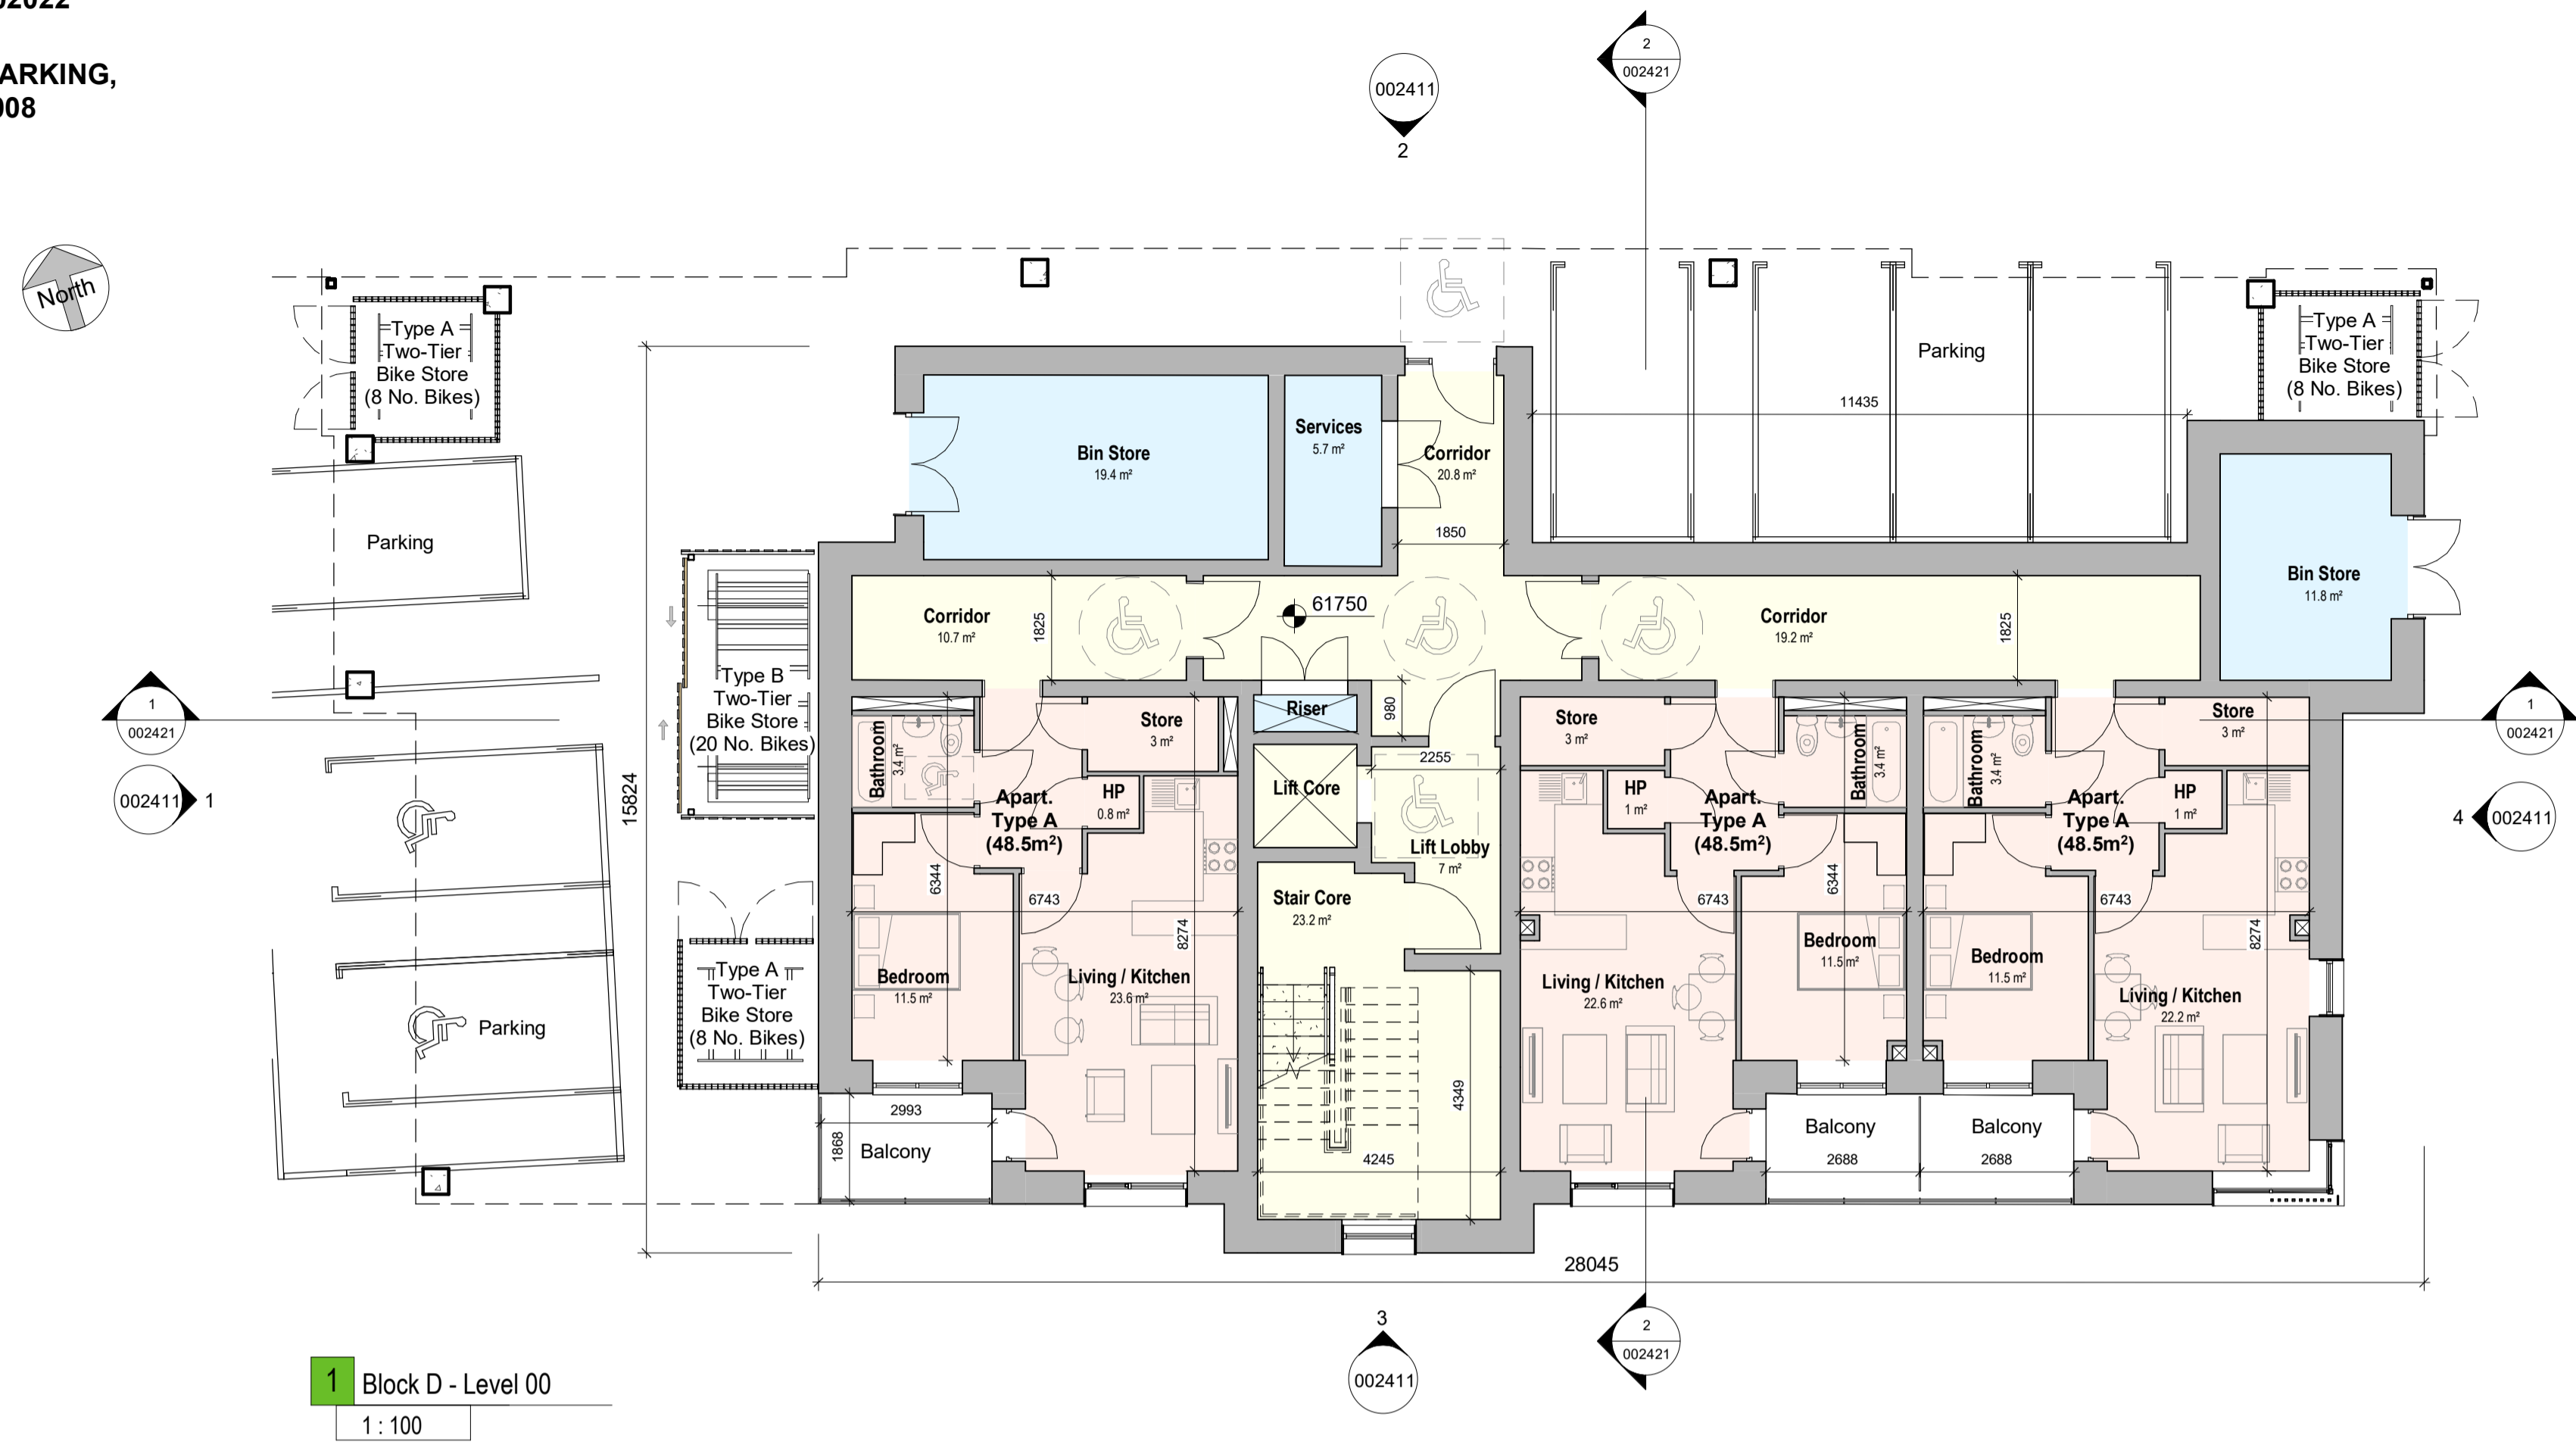 02022
ARKING,
008
2
002421
002411
2
North
Type A
Two-Tier
Bike Store
(8 No. Bikes)
Parking
Type A
Two-Tier
Bike Store
(8 No. Bikes)
11435
Bin Store
19.4 m²
Services
5.7 m²
Corridor
20.8 m²
1850
Parking
Bin Store
11.8 m²
Corridor
10.7 m²
1825
61750
Corridor
19.2 m²
1825
Type B
Two-Tier
Bike Store
(20 No. Bikes)
1
002421
002411
1
15824
Bathroom
3.4 m²
Store
3 m²
Riser
980
2255
Lift Core
Lift Lobby
7 m²
HP
0.8 m²
Apart.
Type A
(48.5m²)
6344
6743
8274
Stair Core
23.2 m²
Store
3 m²
HP
1 m²
Apart.
Type A
(48.5m²)
Bathroom
3.4 m²
6344
6743
Bathroom
3.4 m²
Store
3 m²
HP
1 m²
Apart.
Type A
(48.5m²)
6743
8274
1
002421
4
002411
Bedroom
11.5 m²
Living / Kitchen
23.6 m²
Living / Kitchen
22.6 m²
Bedroom
11.5 m²
Bedroom
11.5 m²
Living / Kitchen
22.2 m²
Type A
Two-Tier
Bike Store
(8 No. Bikes)
Parking
2993
1868
Balcony
4349
4245
Balcony
2688
Balcony
2688
28045
3
002411
2
002421
1
Block D - Level 00
1 : 100